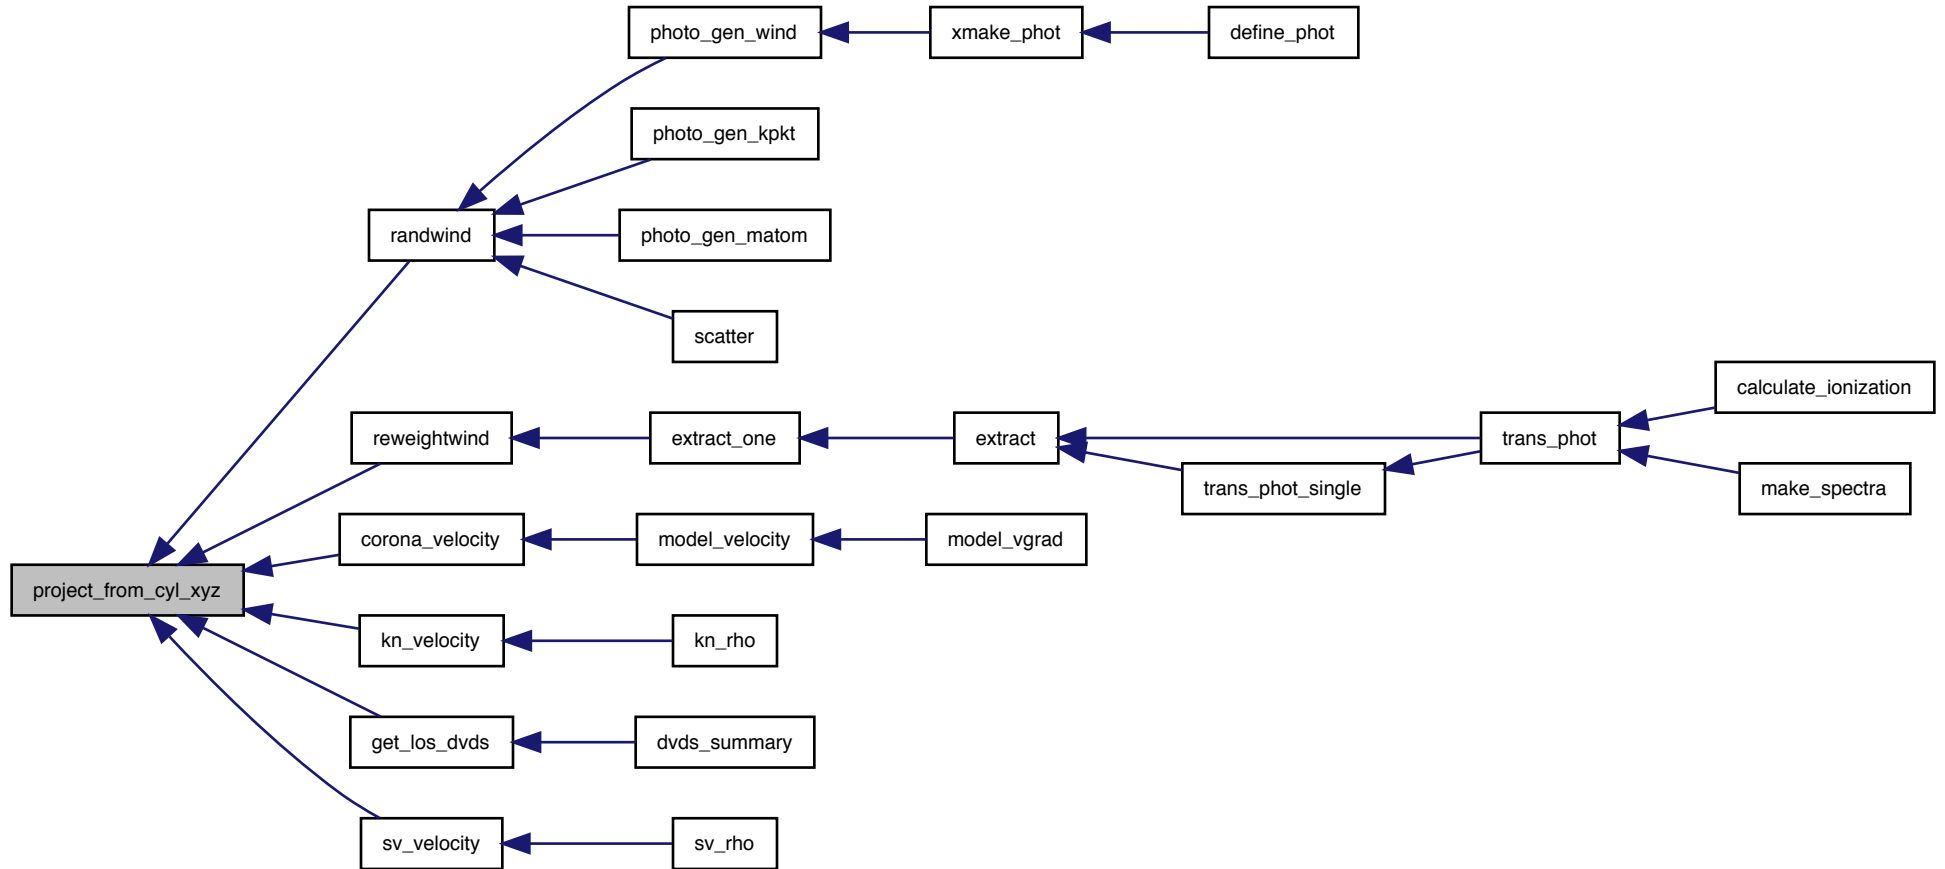 photo_gen_wind
xmake_phot
define_phot
photo_gen_kpkt
randwind
photo_gen_matom
scatter
calculate_ionization
reweightwind
extract_one
extract
trans_phot
trans_phot_single
make_spectra
corona_velocity
model_velocity
model_vgrad
project_from_cyl_xyz
kn_velocity
kn_rho
get_los_dvds
dvds_summary
sv_velocity
sv_rho